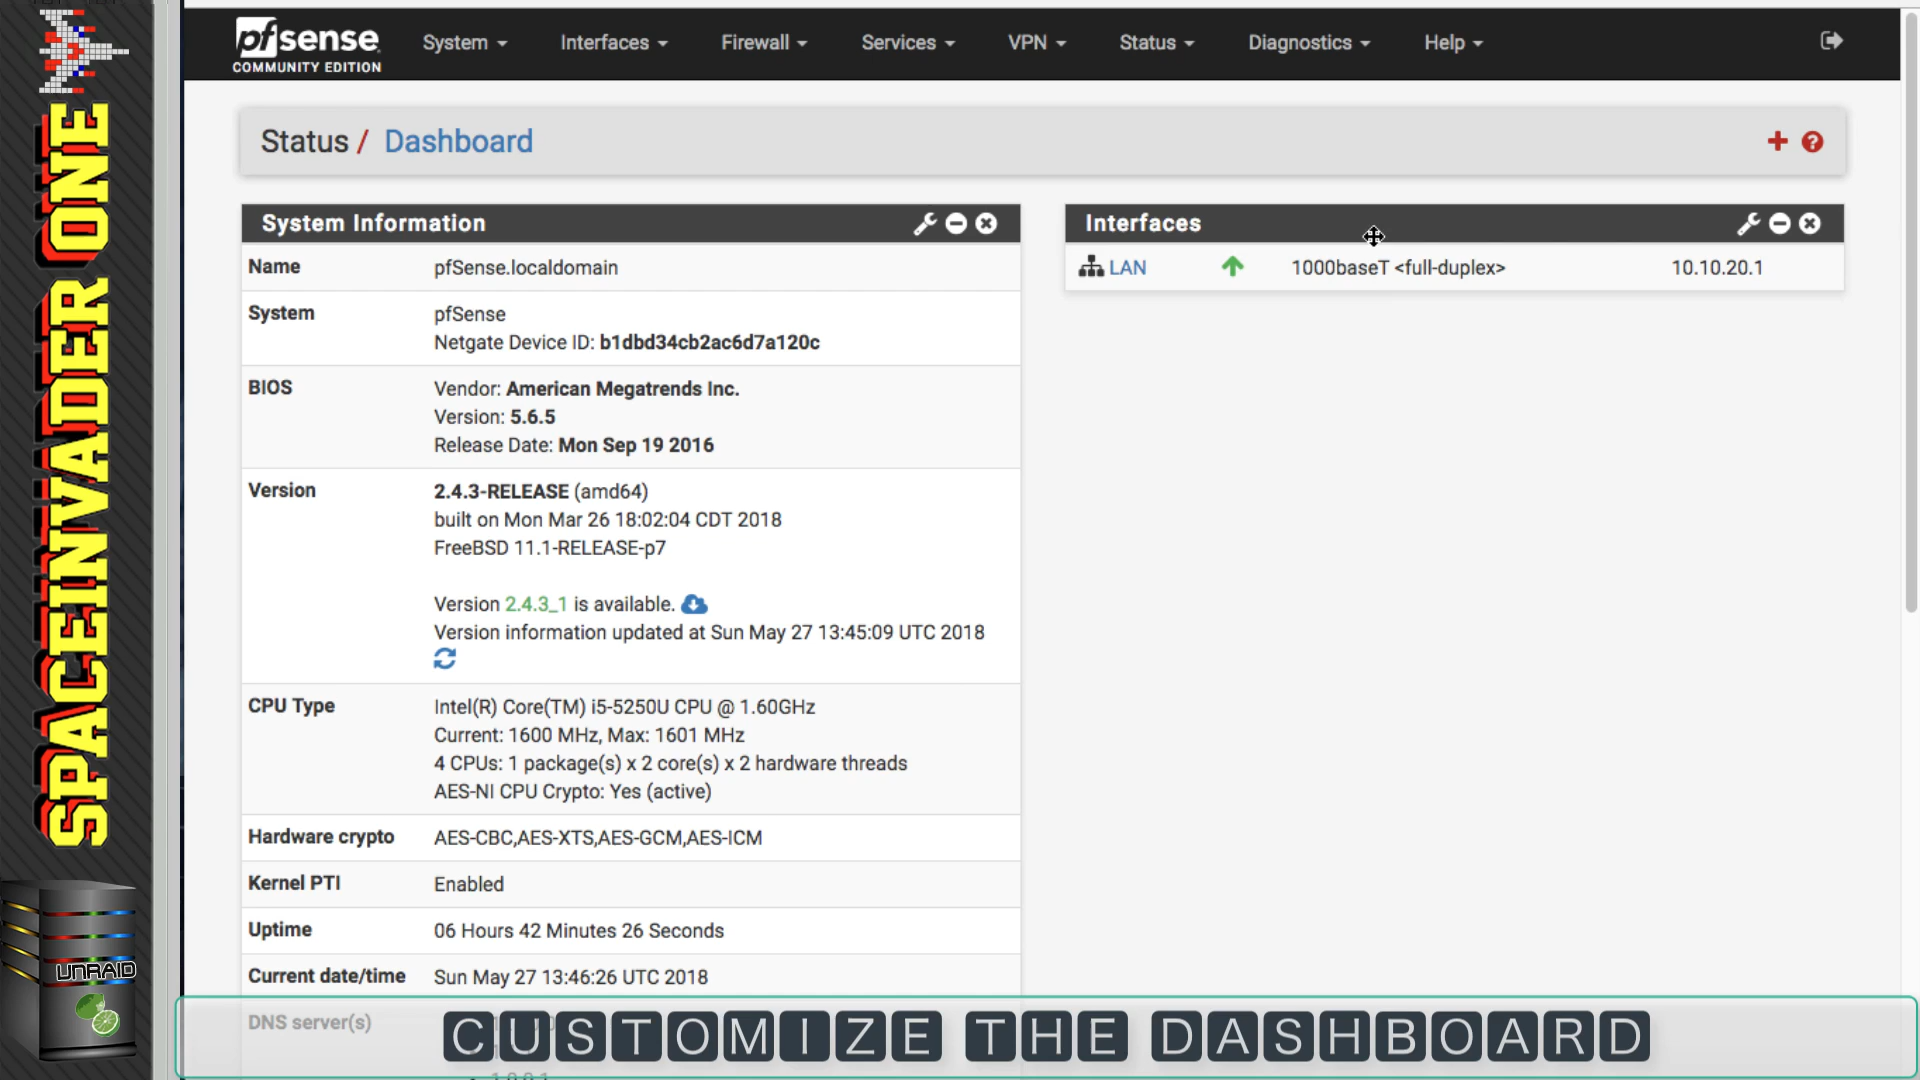 SPACEINVADER ONE
UNRAID
pfsense
COMMUNITY EDITION
System
Interfaces
Firewall
Services
VPN
Status
Diagnostics
Help
Status / Dashboard
System Information
Name pfSense.localdomain
System pfSense
Netgate Device ID: b1dbd34cb2ac6d7a120c
BIOS Vendor: American Megatrends Inc.
Version: 5.6.5
Release Date: Mon Sep 19 2016
Version 2.4.3-RELEASE (amd64)
built on Mon Mar 26 18:02:04 CDT 2018
FreeBSD 11.1-RELEASE-p7
Version 2.4.3_1 is available.
Version information updated at Sun May 27 13:45:09 UTC 2018
CPU Type Intel(R) Core(TM) i5-5250U CPU @ 1.60GHz
Current: 1600 MHz, Max: 1601 MHz
4 CPUs: 1 package(s) x 2 core(s) x 2 hardware threads
AES-NI CPU Crypto: Yes (active)
Hardware crypto AES-CBC,AES-XTS,AES-GCM,AES-ICM
Kernel PTI Enabled
Uptime 06 Hours 42 Minutes 26 Seconds
Current date/time Sun May 27 13:46:26 UTC 2018
DNS server(s)
Interfaces
LAN 1000baseT <full-duplex> 10.10.20.1
CUSTOMIZE THE DASHBOARD